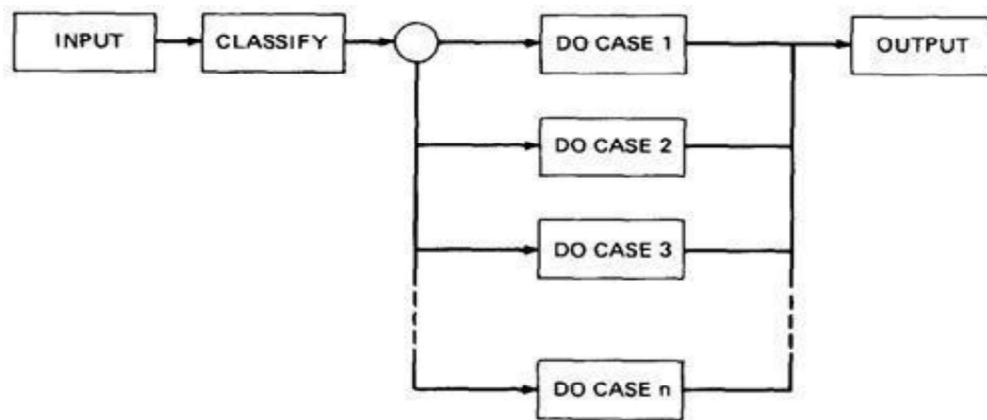 INPUT
CLASSIFY
DO CASE 1
OUTPUT
DO CASE 2
DO CASE 3
DO CASE n